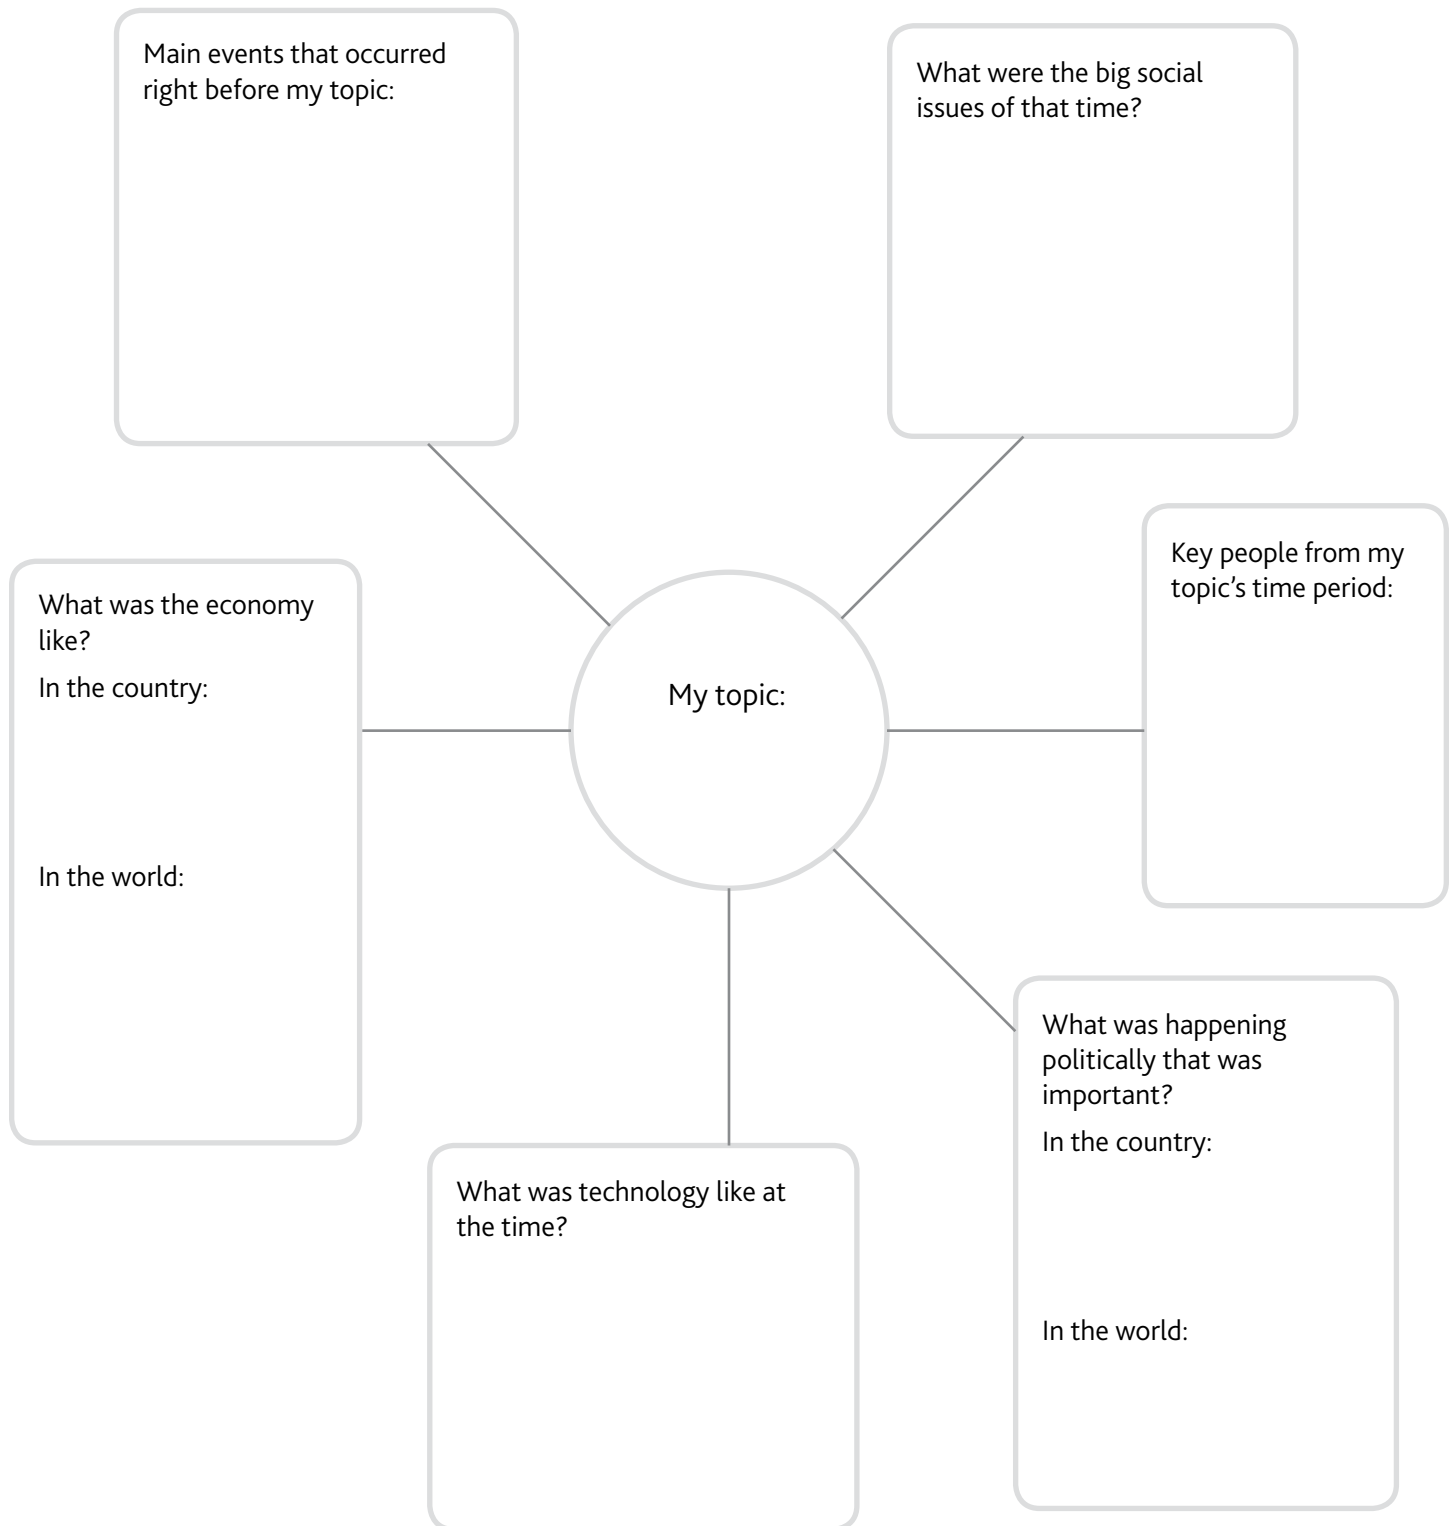 Main events that occurred
right before my topic:
What were the big social
issues of that time?
Key people from my
topic’s time period:
What was the economy
like?
In the country:
In the world:
My topic:
What was happening
politically that was
important?
In the country:
In the world:
What was technology like at
the time?